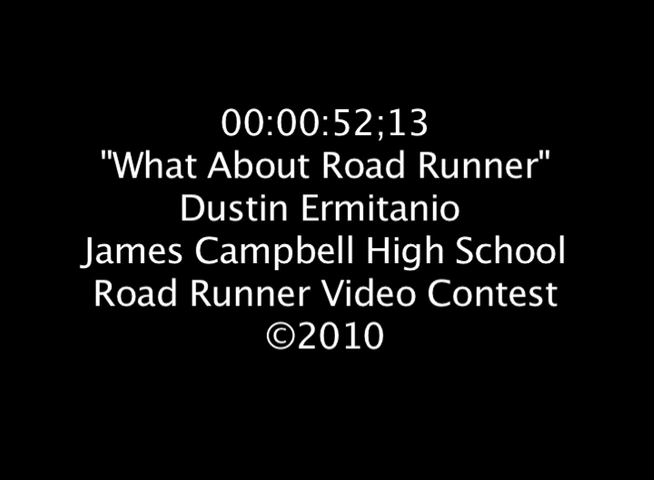 00:00:52;13
"What About Road Runner"
Dustin Ermitanio
James Campbell High School
Road Runner Video Contest
©2010